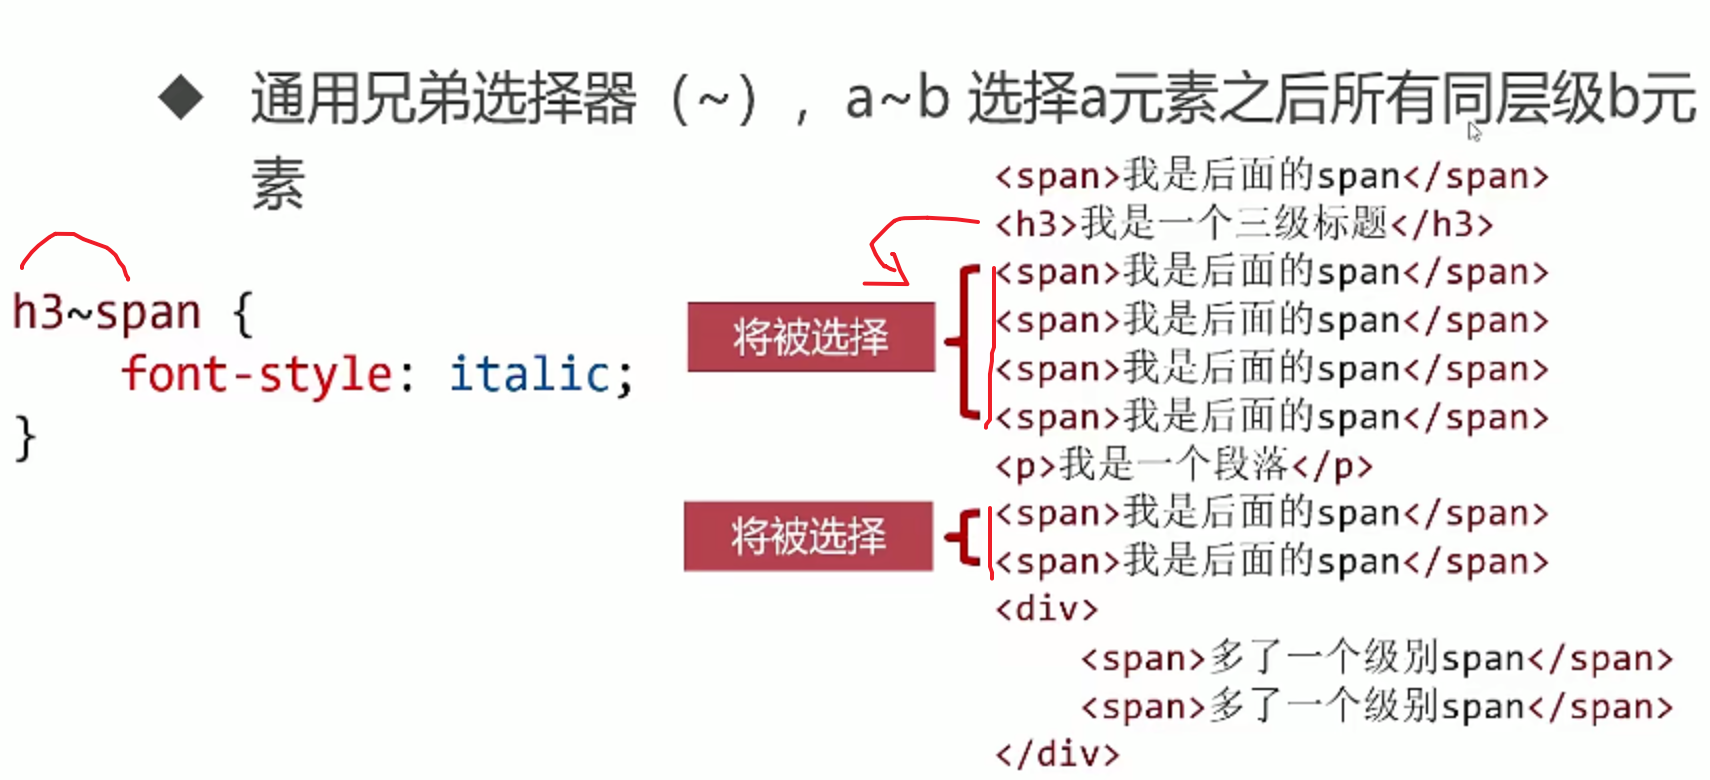 ◆ 通用兄弟选择器（~），a~b 选择a元素之后所有同层级b元
素
h3~span {
    font-style: italic;
}
将被选择
将被选择
<span>我是后面的span</span>
<h3>我是一个三级标题</h3>
<span>我是后面的span</span>
<span>我是后面的span</span>
<span>我是后面的span</span>
<span>我是后面的span</span>
<p>我是一个段落</p>
<span>我是后面的span</span>
<span>我是后面的span</span>
<div>
    <span>多了一个级别span</span>
    <span>多了一个级别span</span>
</div>